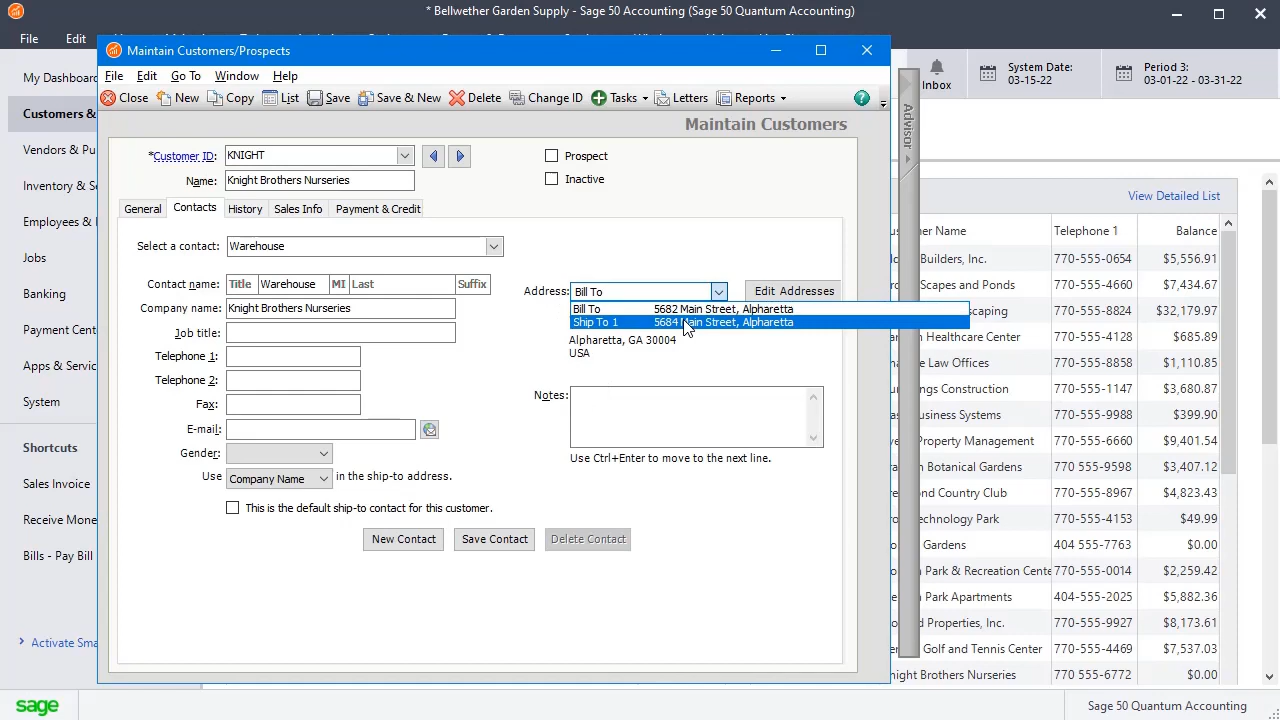 * Bellwether Garden Supply - Sage 50 Accounting (Sage 50 Quantum Accounting)
File Edit
Maintain Customers/Prospects
File Edit Go To Window Help
Close New Copy List Save Save & New Delete Change ID Tasks Letters Reports
Maintain Customers
*Customer ID: KNIGHT
Prospect
Name: Knight Brothers Nurseries
Inactive
General Contacts History Sales Info Payment & Credit
Select a contact: Warehouse
Contact name: Title Warehouse MI Last Suffix
Address: Bill To Edit Addresses
Company name: Knight Brothers Nurseries
Bill To 5682 Main Street, Alpharetta
Ship To 1 5684 Main Street, Alpharetta
Job title:
Alpharetta, GA 30004
USA
Telephone 1:
Telephone 2:
Fax:
Notes:
E-mail:
Use Ctrl+Enter to move to the next line.
Gender:
Use Company Name in the ship-to address.
This is the default ship-to contact for this customer.
New Contact Save Contact Delete Contact
My Dashboa
Customers &
Vendors & Pu
Inventory & S
Employees &
Jobs
Banking
Payment Cent
Apps & Servic
System
Shortcuts
Sales Invoice
Receive Mone
Bills - Pay Bill
Activate Sma
Advisor
Inbox
System Date:
03-15-22
Period 3:
03-01-22 - 03-31-22
View Detailed List
er Name Telephone 1 Balance
Builders, Inc. 770-555-0654 $5,556.91
scapes and Ponds 770-555-4660 $4,434.60
scaping 770-555-8824 $32,179.97
Healthcare Center 770-555-4128 $685.89
Law Offices 770-555-8858 $1,110.85
ngs Construction 770-555-1147 $3,680.87
usiness Systems 770-555-9988 $399.90
Property Management 770-555-6660 $9,401.54
Botanical Gardens 770 555-9598 $3,407.12
ond Country Club 770-555-8967 $4,823.43
echnology Park 770-555-4153 $49.99
Gardens 404 555-7763 $0.00
Park & Recreation Cente 770-555-0014 $2,259.42
Park Apartments 404-555-2025 $5,882.36
d Properties, Inc. 770-555-9927 $8,173.61
Golf and Tennis Center 770-555-4469 $7,537.03
night Brothers Nurseries 770 555-6772 $0.00
sage
Sage 50 Quantum Accounting